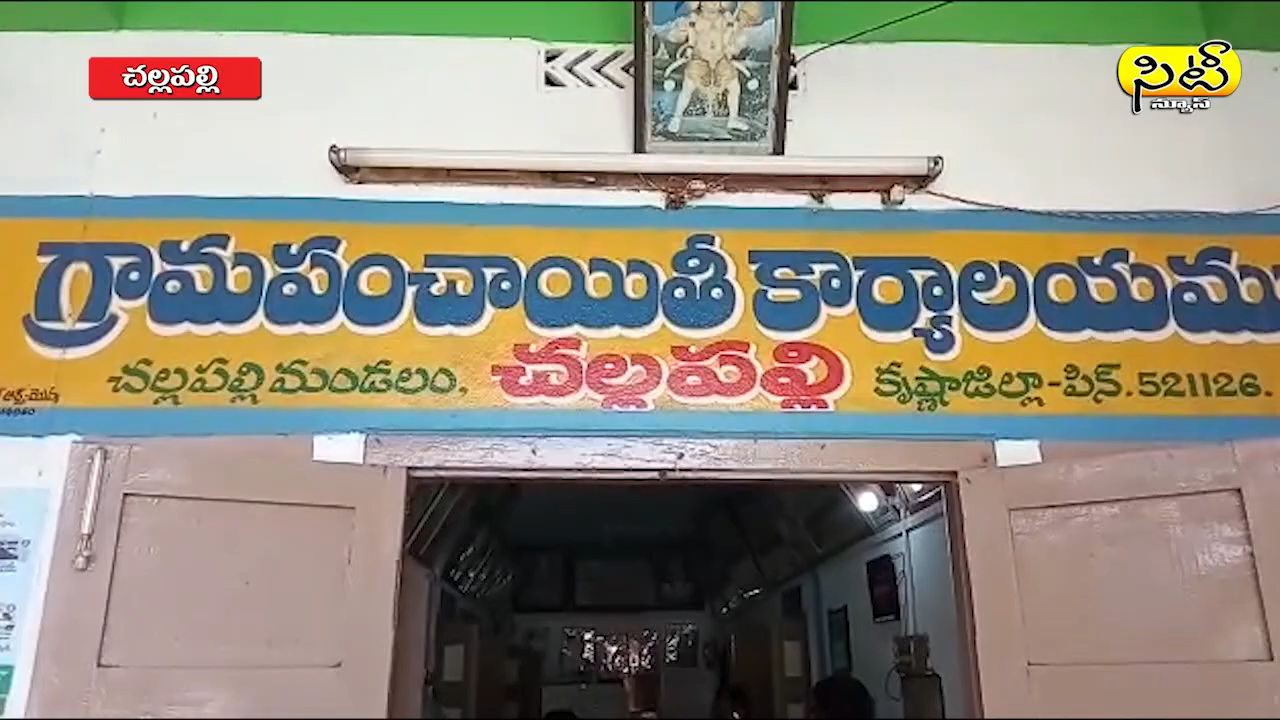 చల్లపల్లి
సిటీ
న్యూస్
గ్రామపంచాయితీ కార్యాలయము
చల్లపల్లి మండలం, చల్లపల్లి కృష్ణాజిల్లా-పిన్.521126.